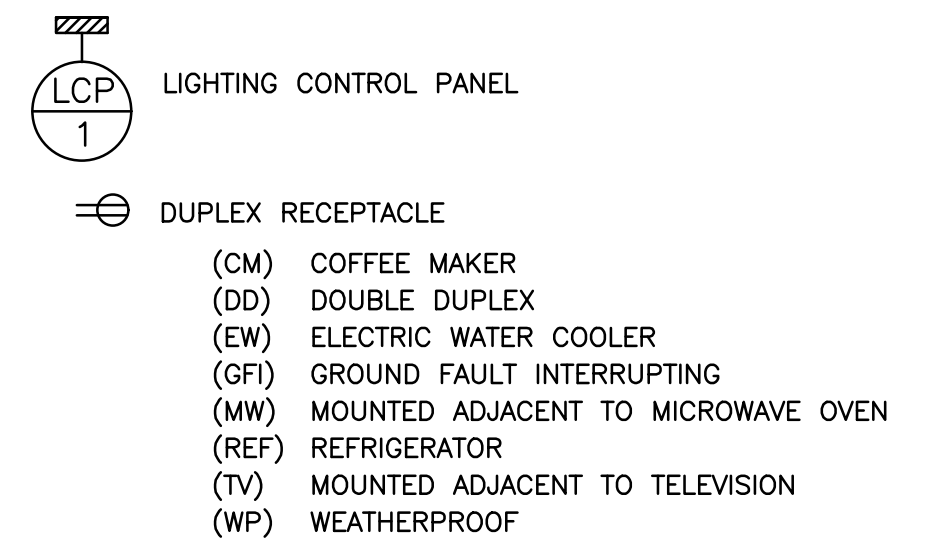 LCP
1
LIGHTING CONTROL PANEL
DUPLEX RECEPTACLE
(CM) COFFEE MAKER
(DD) DOUBLE DUPLEX
(EW) ELECTRIC WATER COOLER
(GFI) GROUND FAULT INTERRUPTING
(MW) MOUNTED ADJACENT TO MICROWAVE OVEN
(REF) REFRIGERATOR
(TV) MOUNTED ADJACENT TO TELEVISION
(WP) WEATHERPROOF